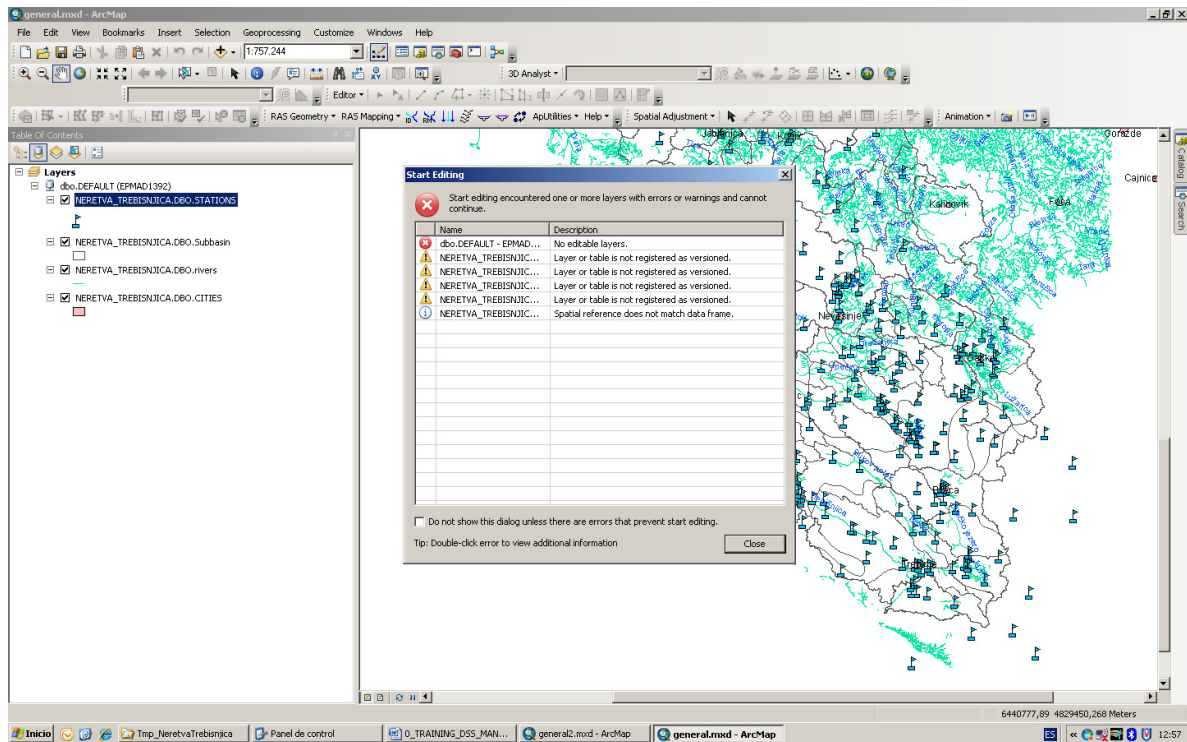 general.mxd - ArcMap
File Edit View Bookmarks Insert Selection Geoprocessing Customize Windows Help
1:757.244
3D Analyst
Editor
RAS Geometry RAS Mapping ID RAS ApUtilities Help Spatial Adjustment Animation
Table Of Contents
Layers
dbo.DEFAULT (EPMAD1392)
NERETVA_TREBISNJICA.DBO.STATIONS
NERETVA_TREBISNJICA.DBO.Subbasin
NERETVA_TREBISNJICA.DBO.rivers
NERETVA_TREBISNJICA.DBO.CITIES
Start Editing
Start editing encountered one or more layers with errors or warnings and cannot
continue.
Name Description
dbo.DEFAULT - EPMAD... No editable layers.
NERETVA_TREBISNJIC... Layer or table is not registered as versioned.
NERETVA_TREBISNJIC... Layer or table is not registered as versioned.
NERETVA_TREBISNJIC... Layer or table is not registered as versioned.
NERETVA_TREBISNJIC... Layer or table is not registered as versioned.
NERETVA_TREBISNJIC... Spatial reference does not match data frame.
Do not show this dialog unless there are errors that prevent start editing.
Tip: Double-click error to view additional information
Close
Jablanica
Gorazde
Cajnice
Kalinovik
Foca
Nevesinje
Gacko
Bileca
Trebinje
Catalog
Search
6440777,89 4829450,268 Meters
Inicio
Tmp_NeretvaTrebisnjica
Panel de control
0_TRAINING_DSS_MAN...
general2.mxd - ArcMap
general.mxd - ArcMap
ES
12:57